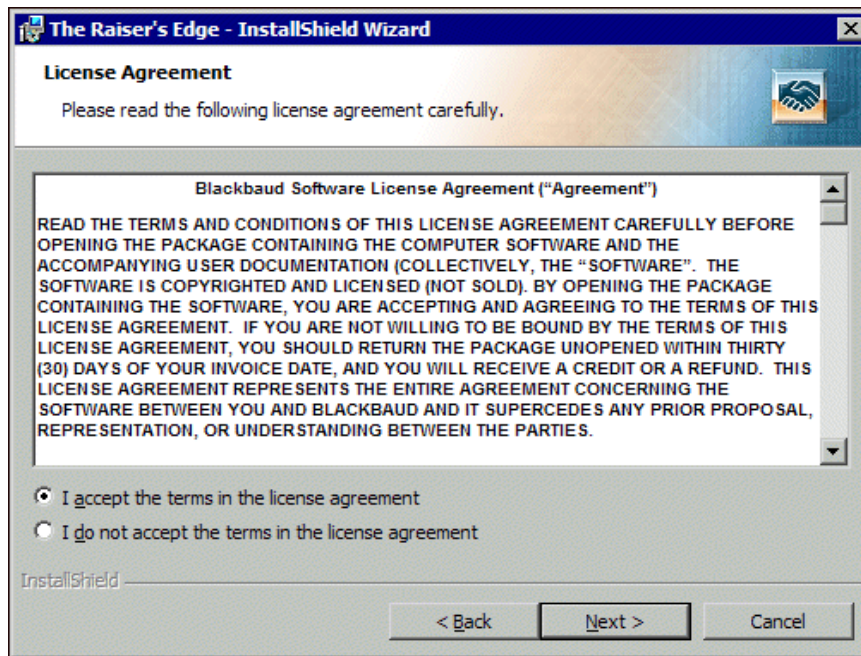 The Raiser's Edge - InstallShield Wizard
License Agreement
Please read the following license agreement carefully.
Blackbaud Software License Agreement (“Agreement”)
READ THE TERMS AND CONDITIONS OF THIS LICENSE AGREEMENT CAREFULLY BEFORE
OPENING THE PACKAGE CONTAINING THE COMPUTER SOFTWARE AND THE
ACCOMPANYING USER DOCUMENTATION (COLLECTIVELY, THE “SOFTWARE”.  THE
SOFTWARE IS COPYRIGHTED AND LICENSED (NOT SOLD). BY OPENING THE PACKAGE
CONTAINING THE SOFTWARE, YOU ARE ACCEPTING AND AGREEING TO THE TERMS OF THIS
LICENSE AGREEMENT.  IF YOU ARE NOT WILLING TO BE BOUND BY THE TERMS OF THIS
LICENSE AGREEMENT, YOU SHOULD RETURN THE PACKAGE UNOPENED WITHIN THIRTY
(30) DAYS OF YOUR INVOICE DATE, AND YOU WILL RECEIVE A CREDIT OR A REFUND.  THIS
LICENSE AGREEMENT REPRESENTS THE ENTIRE AGREEMENT CONCERNING THE
SOFTWARE BETWEEN YOU AND BLACKBAUD AND IT SUPERCEDES ANY PRIOR PROPOSAL,
REPRESENTATION, OR UNDERSTANDING BETWEEN THE PARTIES.
I accept the terms in the license agreement
I do not accept the terms in the license agreement
InstallShield
< Back
Next >
Cancel